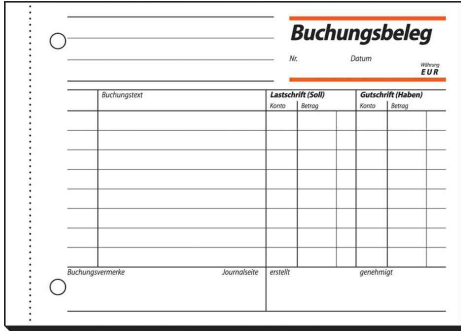 Buchungsbeleg
Nr. Datum
Währung
EUR
Buchungstext Lastschrift (Soll) Gutschrift (Haben)
Konto Betrag Konto Betrag
Buchungsvermerke Journalseite erstellt genehmigt